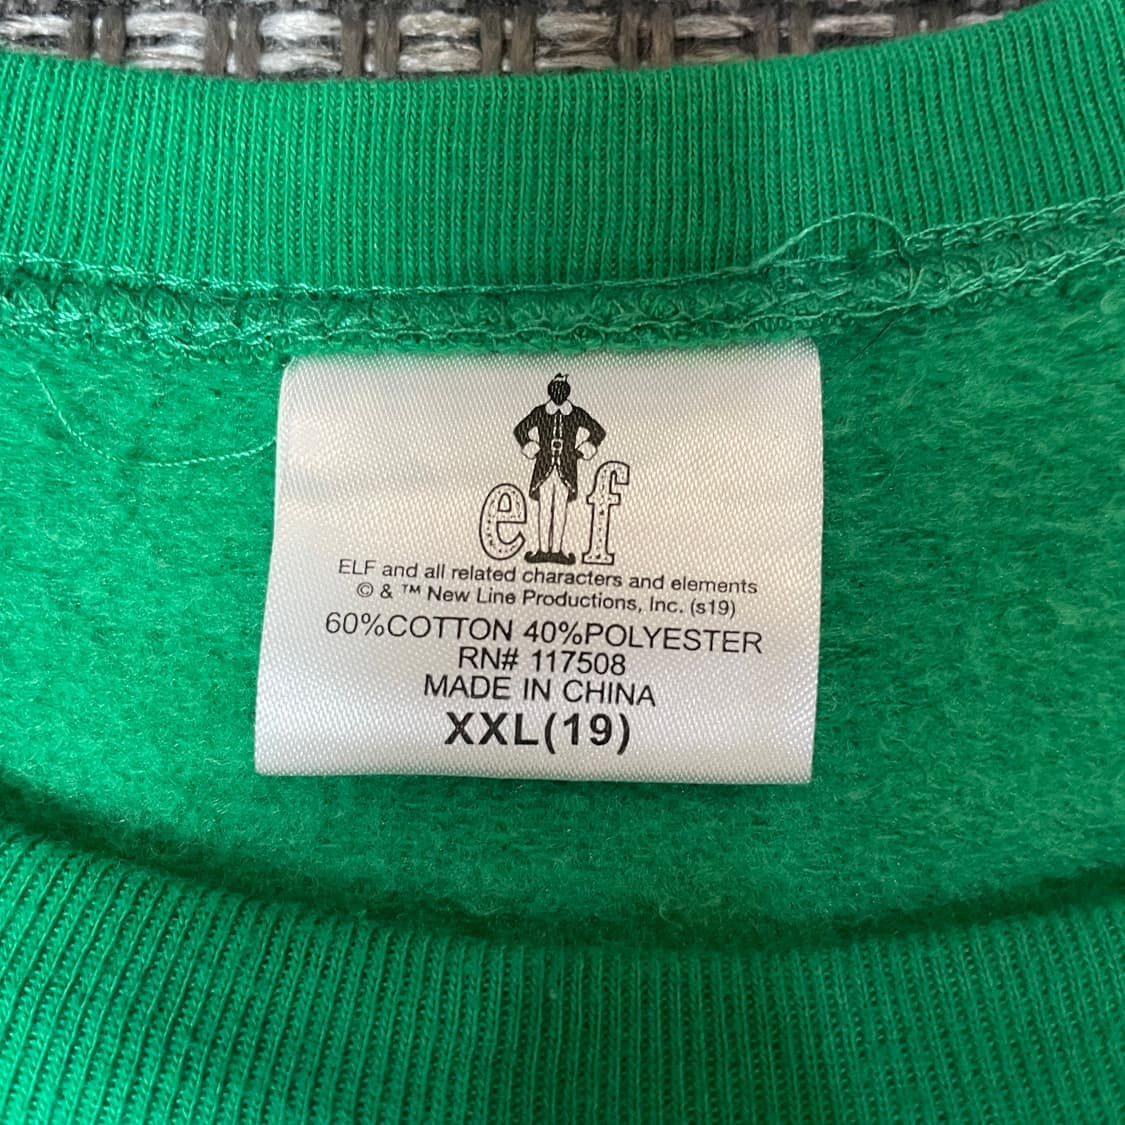 elf
ELF and all related characters and elements
© & ™ New Line Productions, Inc. (s19)
60%COTTON 40%POLYESTER
RN# 117508
MADE IN CHINA
XXL(19)